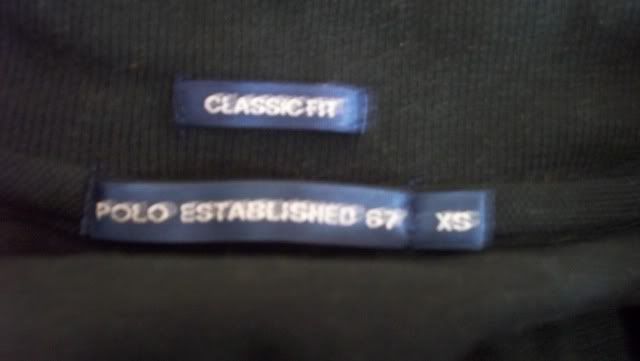 CLASSIC FIT
POLO ESTABLISHED 67 XS